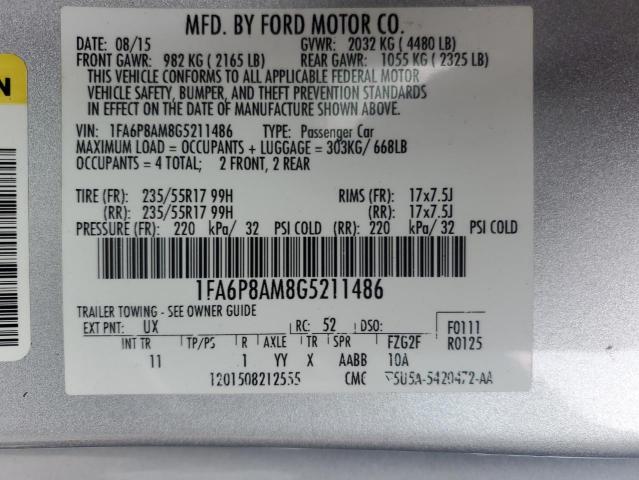 MFD. BY FORD MOTOR CO.
DATE: 08/15 GVWR: 2032 KG ( 4480 LB)
FRONT GAWR: 982 KG ( 2165 LB) REAR GAWR: 1055 KG ( 2325 LB)
THIS VEHICLE CONFORMS TO ALL APPLICABLE FEDERAL MOTOR
VEHICLE SAFETY, BUMPER, AND THEFT PREVENTION STANDARDS
IN EFFECT ON THE DATE OF MANUFACTURE SHOWN ABOVE.
VIN: 1FA6P8AM8G5211486 TYPE: Passenger Car
MAXIMUM LOAD = OCCUPANTS + LUGGAGE = 303KG/ 668LB
OCCUPANTS = 4 TOTAL; 2 FRONT, 2 REAR
TIRE (FR): 235/55R17 99H RIMS (FR): 17x7.5J
(RR): 235/55R17 99H (RR): 17x7.5J
PRESSURE (FR): 220 kPa/ 32 PSI COLD (RR): 220 kPa/ 32 PSI COLD
1FA6P8AM8G5211486
TRAILER TOWING - SEE OWNER GUIDE
EXT PNT: UX RC: 52 DSO: F0111
INT TR TP/PS R AXLE TR SPR FZG2F R0125
11 1 YY X AABB 10A
1201508212555 CMC 5U5A-5420472-AA